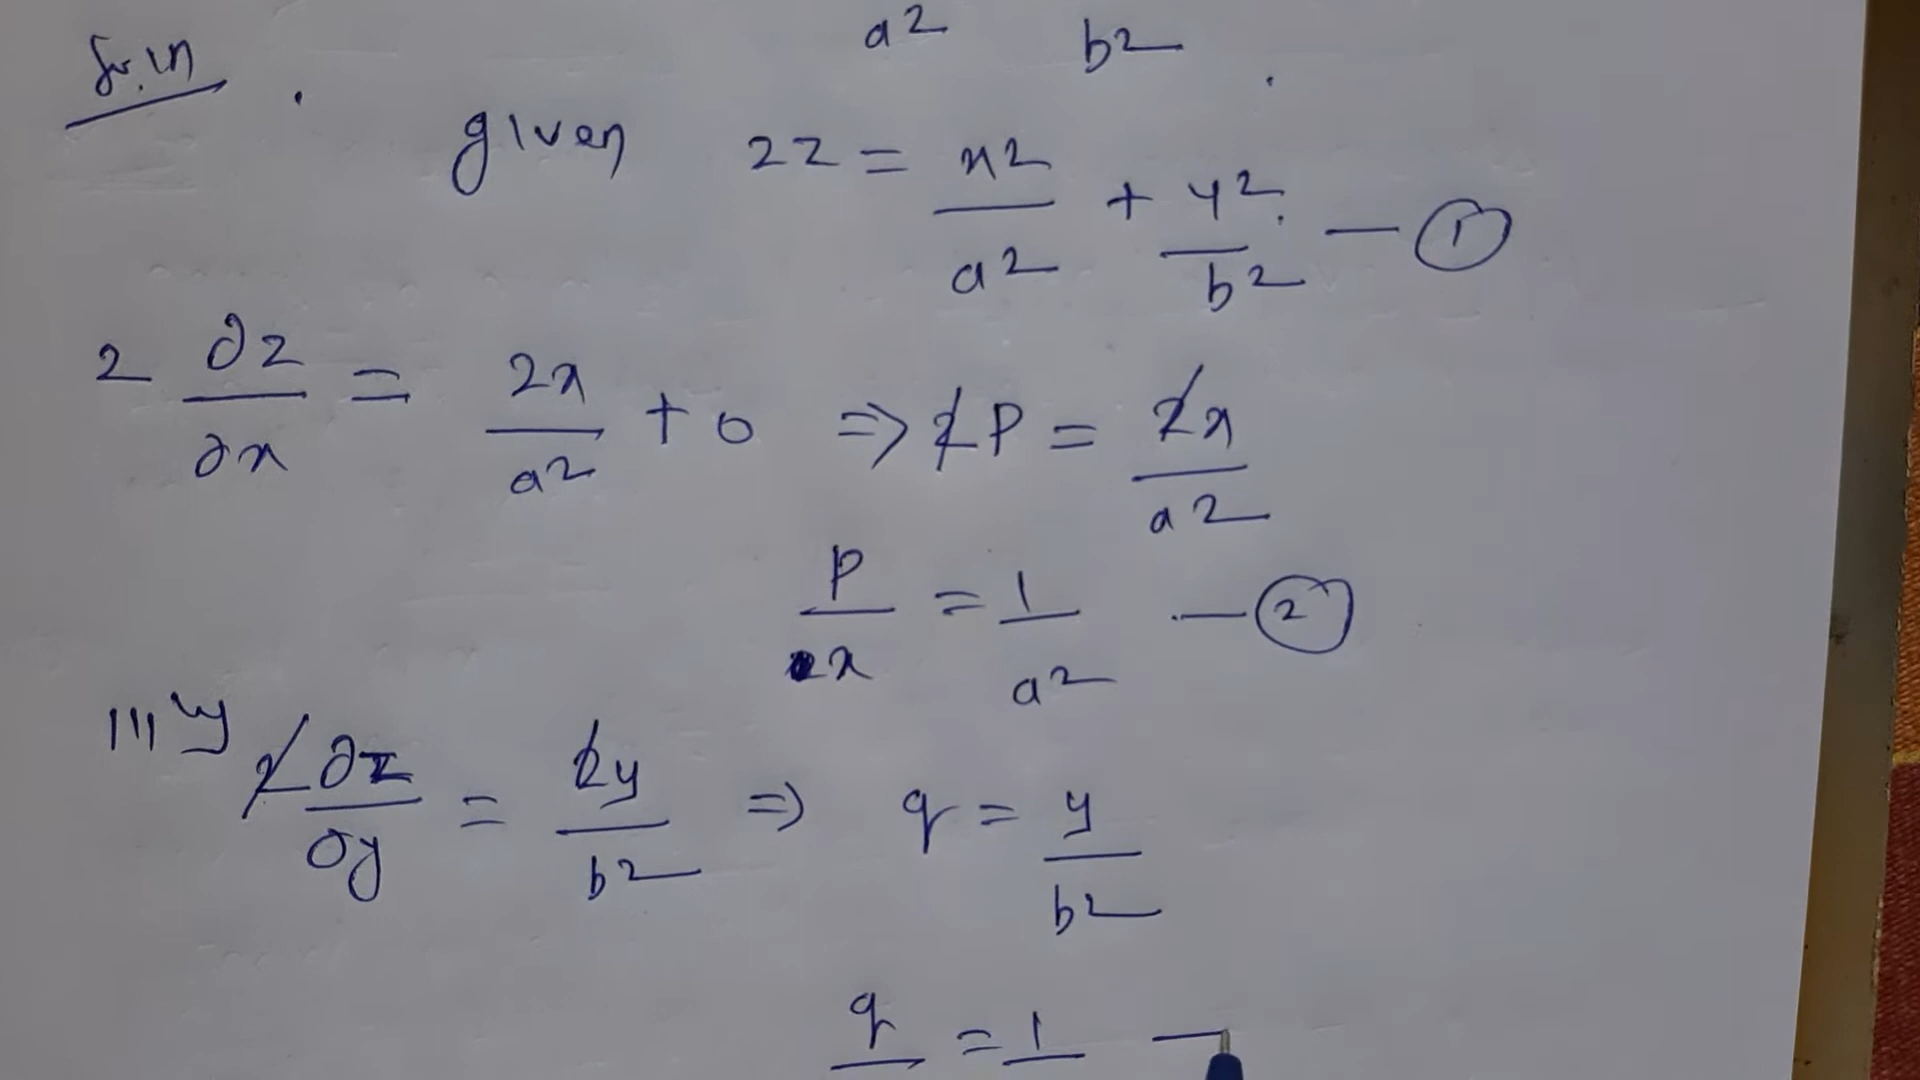 a2 b2
Soln.
given 2z = x2/a2 + y2/b2 — (1)
2 ∂z/∂x = 2x/a2 + 0 ⇒ 2p = 2x/a2
p/x = 1/a2 — (2)
|||ly 2∂z/∂y = 2y/b2 ⇒ q = y/b2
q = 1 —